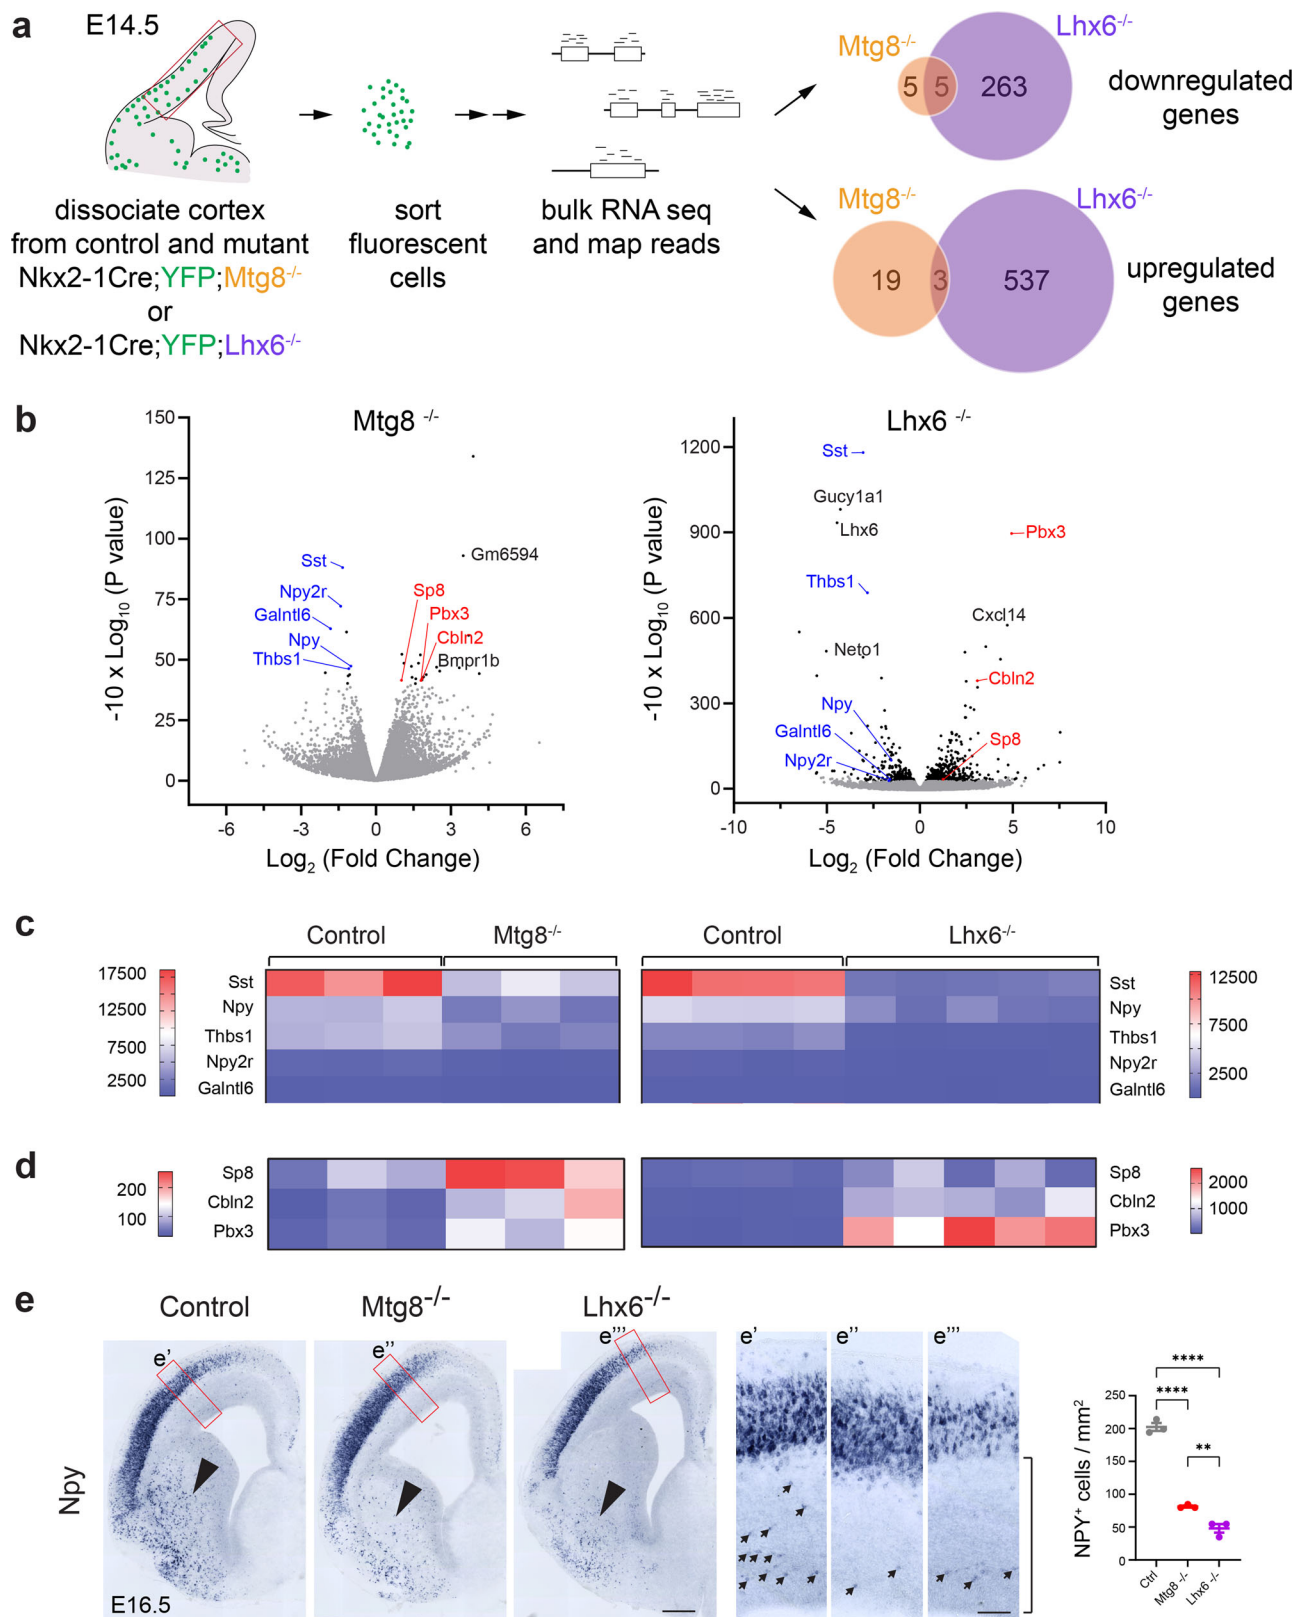 a
E14.5
dissociate cortex
from control and mutant
Nkx2-1Cre;YFP;Mtg8-/-
or
Nkx2-1Cre;YFP;Lhx6-/-
sort
fluorescent
cells
bulk RNA seq
and map reads
Mtg8-/-
Lhx6-/-
5 5 263
downregulated
genes
Mtg8-/-
Lhx6-/-
19 3 537
upregulated
genes
b
Mtg8 -/-
-10 x Log10 (P value)
150
125
100
75
50
25
0
-6 -3 0 3 6
Log2 (Fold Change)
Sst
Npy2r
Galntl6
Npy
Thbs1
Gm6594
Sp8
Pbx3
Cbln2
Bmpr1b
Lhx6 -/-
-10 x Log10 (P value)
1200
900
600
300
0
-10 -5 0 5 10
Log2 (Fold Change)
Sst
Gucy1a1
Lhx6
Pbx3
Thbs1
Cxcl14
Neto1
Cbln2
Npy
Galntl6
Sp8
Npy2r
c
Control Mtg8-/- Control Lhx6-/-
17500
12500
7500
2500
Sst
Npy
Thbs1
Npy2r
Galntl6
Sst
Npy
Thbs1
Npy2r
Galntl6
12500
7500
2500
d
200
100
Sp8
Cbln2
Pbx3
Sp8
Cbln2
Pbx3
2000
1000
e
Control Mtg8-/- Lhx6-/-
e' e'' e''' e' e'' e'''
Npy
E16.5
NPY+ cells / mm2
250
200
150
100
50
0
****
****
**
Ctrl
Mtg8 -/-
Lhx6 -/-